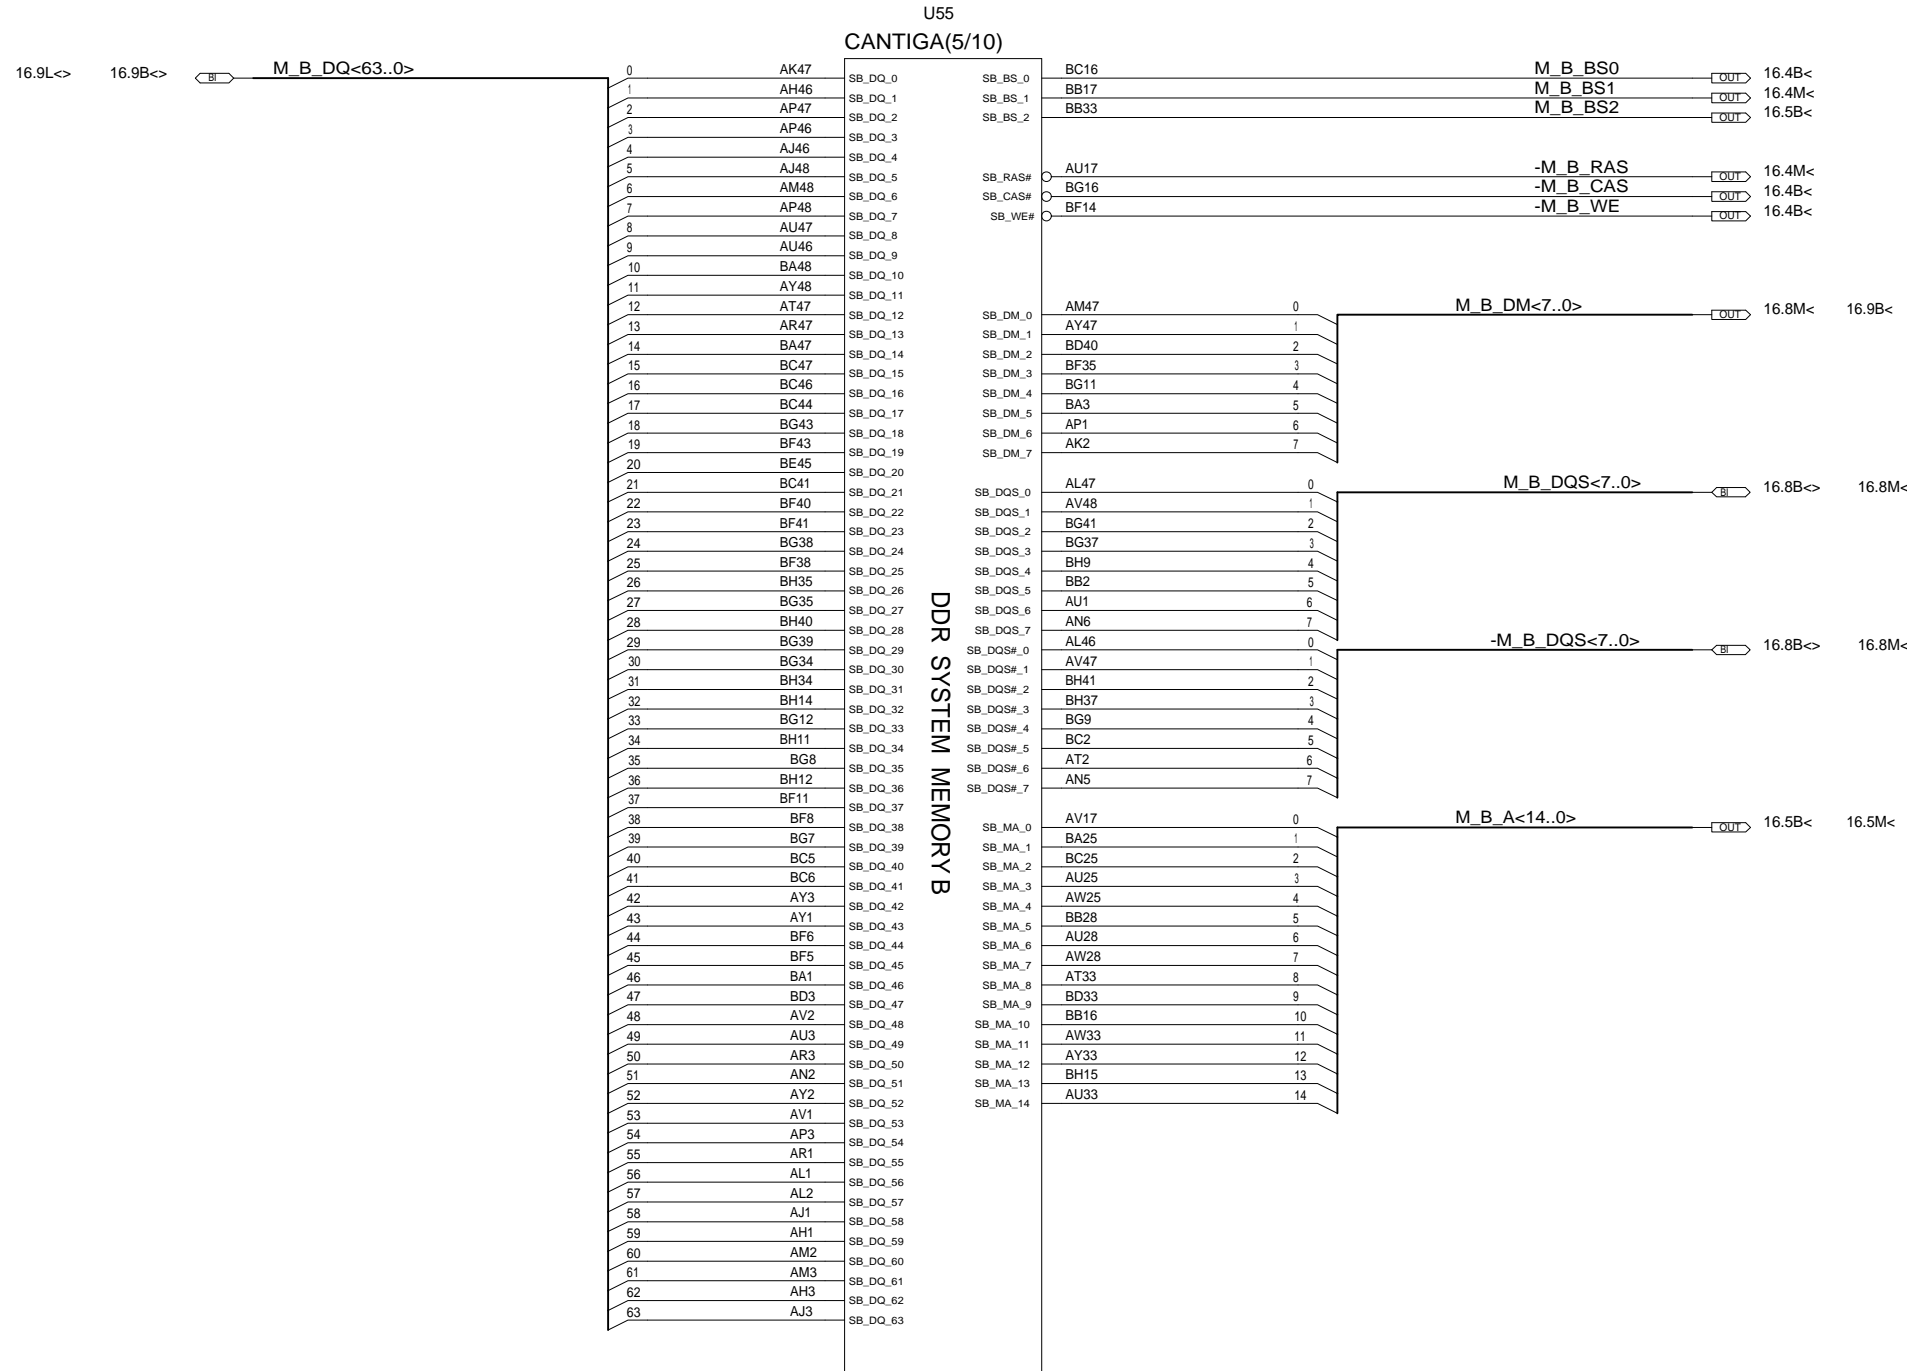 U55
CANTIGA(5/10)
16.9L<> 16.9B<> BI M_B_DQ<63..0>
0 AK47 SB_DQ_0 SB_BS_0 BC16 M_B_BS0 OUT 16.4B<
1 AH46 SB_DQ_1 SB_BS_1 BB17 M_B_BS1 OUT 16.4M<
2 AP47 SB_DQ_2 SB_BS_2 BB33 M_B_BS2 OUT 16.5B<
3 AP46 SB_DQ_3
4 AJ46 SB_DQ_4
5 AJ48 SB_DQ_5 SB_RAS# AU17 -M_B_RAS OUT 16.4M<
6 AM48 SB_DQ_6 SB_CAS# BG16 -M_B_CAS OUT 16.4B<
7 AP48 SB_DQ_7 SB_WE# BF14 -M_B_WE OUT 16.4B<
8 AU47 SB_DQ_8
9 AU46 SB_DQ_9
10 BA48 SB_DQ_10
11 AY48 SB_DQ_11
12 AT47 SB_DQ_12 SB_DM_0 AM47 0 M_B_DM<7..0> OUT 16.8M< 16.9B<
13 AR47 SB_DQ_13 SB_DM_1 AY47 1
14 BA47 SB_DQ_14 SB_DM_2 BD40 2
15 BC47 SB_DQ_15 SB_DM_3 BF35 3
16 BC46 SB_DQ_16 SB_DM_4 BG11 4
17 BC44 SB_DQ_17 SB_DM_5 BA3 5
18 BG43 SB_DQ_18 SB_DM_6 AP1 6
19 BF43 SB_DQ_19 SB_DM_7 AK2 7
20 BE45 SB_DQ_20
21 BC41 SB_DQ_21 SB_DQS_0 AL47 0 M_B_DQS<7..0> BI 16.8B<> 16.8M<
22 BF40 SB_DQ_22 SB_DQS_1 AV48 1
23 BF41 SB_DQ_23 SB_DQS_2 BG41 2
24 BG38 SB_DQ_24 SB_DQS_3 BG37 3
25 BF38 SB_DQ_25 SB_DQS_4 BH9 4
26 BH35 SB_DQ_26 SB_DQS_5 BB2 5
27 BG35 SB_DQ_27 SB_DQS_6 AU1 6
28 BH40 SB_DQ_28 SB_DQS_7 AN6 7
29 BG39 SB_DQ_29 SB_DQS#_0 AL46 0 -M_B_DQS<7..0> BI 16.8B<> 16.8M<
30 BG34 SB_DQ_30 SB_DQS#_1 AV47 1
31 BH34 SB_DQ_31 SB_DQS#_2 BH41 2
32 BH14 SB_DQ_32 SB_DQS#_3 BH37 3
33 BG12 SB_DQ_33 SB_DQS#_4 BG9 4
34 BH11 SB_DQ_34 SB_DQS#_5 BC2 5
35 BG8 SB_DQ_35 SB_DQS#_6 AT2 6
36 BH12 SB_DQ_36 SB_DQS#_7 AN5 7
37 BF11 SB_DQ_37
38 BF8 SB_DQ_38 SB_MA_0 AV17 0 M_B_A<14..0> OUT 16.5B< 16.5M<
39 BG7 SB_DQ_39 SB_MA_1 BA25 1
40 BC5 SB_DQ_40 SB_MA_2 BC25 2
41 BC6 SB_DQ_41 SB_MA_3 AU25 3
42 AY3 SB_DQ_42 SB_MA_4 AW25 4
43 AY1 SB_DQ_43 SB_MA_5 BB28 5
44 BF6 SB_DQ_44 SB_MA_6 AU28 6
45 BF5 SB_DQ_45 SB_MA_7 AW28 7
46 BA1 SB_DQ_46 SB_MA_8 AT33 8
47 BD3 SB_DQ_47 SB_MA_9 BD33 9
48 AV2 SB_DQ_48 SB_MA_10 BB16 10
49 AU3 SB_DQ_49 SB_MA_11 AW33 11
50 AR3 SB_DQ_50 SB_MA_12 AY33 12
51 AN2 SB_DQ_51 SB_MA_13 BH15 13
52 AY2 SB_DQ_52 SB_MA_14 AU33 14
53 AV1 SB_DQ_53
54 AP3 SB_DQ_54
55 AR1 SB_DQ_55
56 AL1 SB_DQ_56
57 AL2 SB_DQ_57
58 AJ1 SB_DQ_58
59 AH1 SB_DQ_59
60 AM2 SB_DQ_60
61 AM3 SB_DQ_61
62 AH3 SB_DQ_62
63 AJ3 SB_DQ_63
DDR SYSTEM MEMORY B